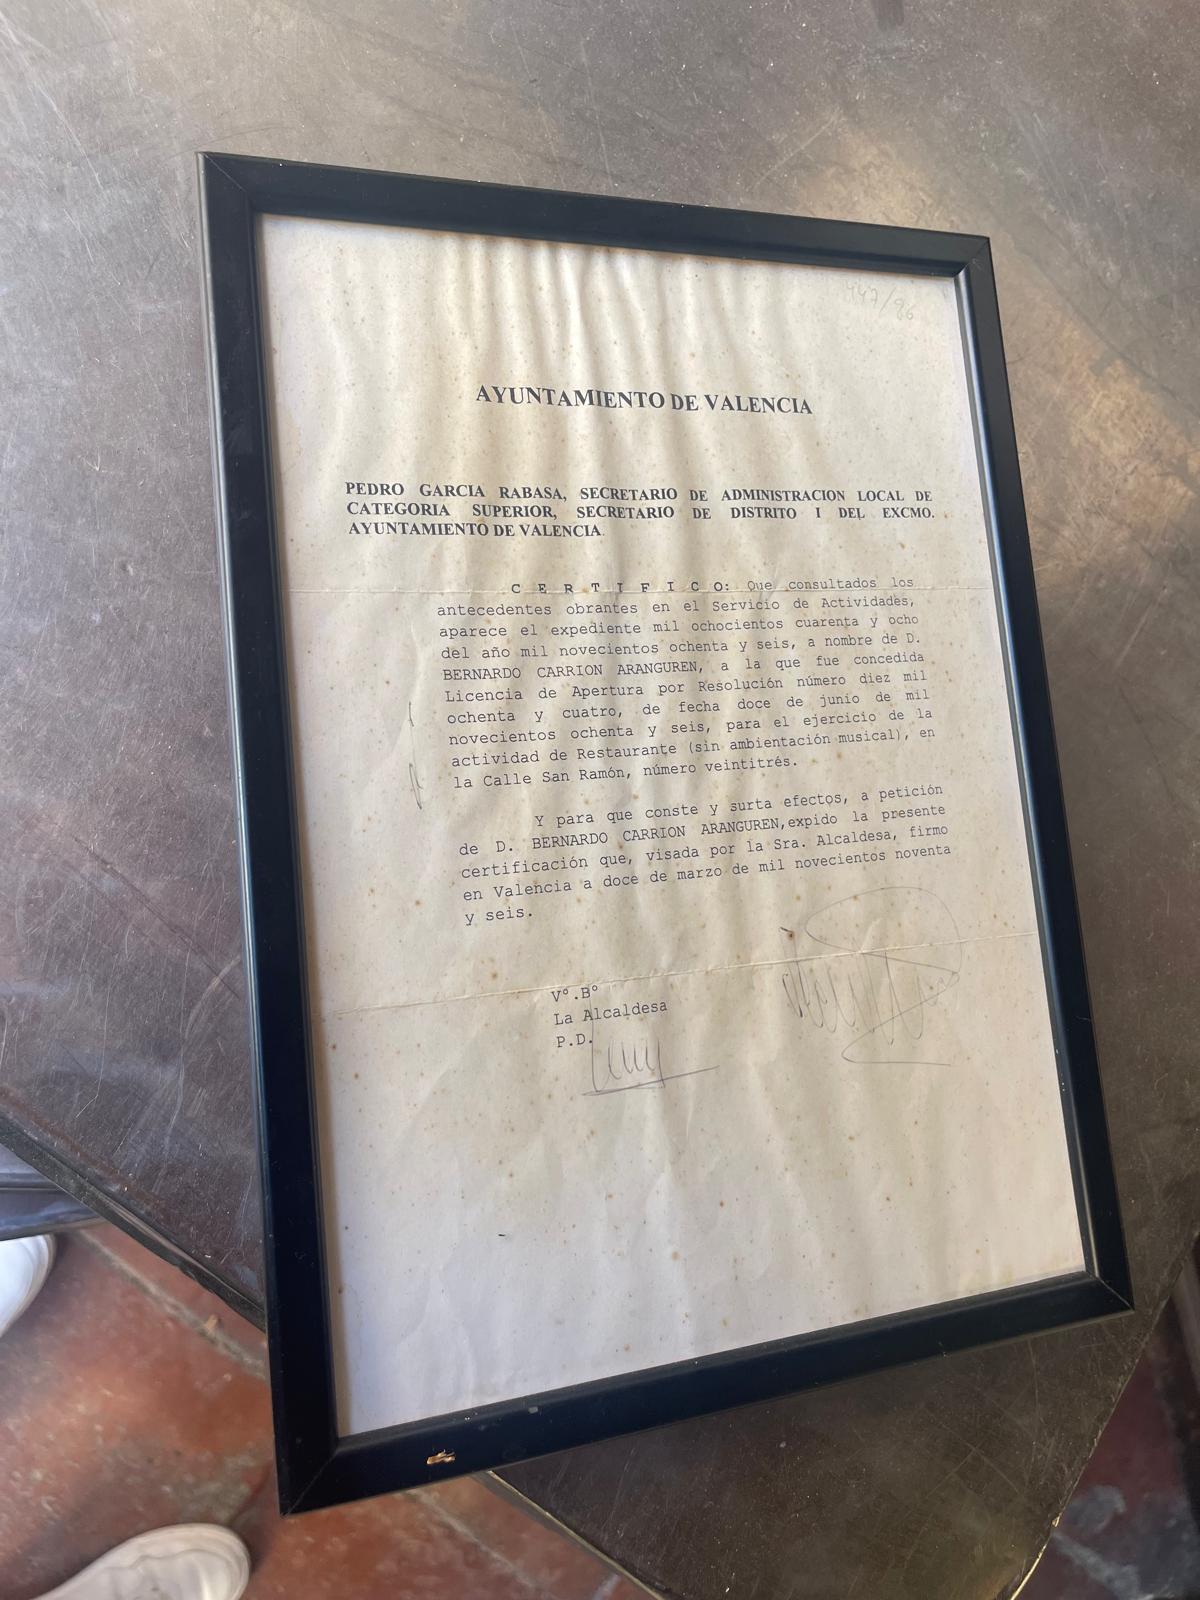 447/96
AYUNTAMIENTO DE VALENCIA
PEDRO GARCIA RABASA, SECRETARIO DE ADMINISTRACION LOCAL DE
CATEGORIA SUPERIOR, SECRETARIO DE DISTRITO I DEL EXCMO.
AYUNTAMIENTO DE VALENCIA.
C E R T I F I C O: Que consultados los
antecedentes obrantes en el Servicio de Actividades,
aparece el expediente mil ochocientos cuarenta y ocho
del año mil novecientos ochenta y seis, a nombre de D.
BERNARDO CARRION ARANGUREN, a la que fue concedida
Licencia de Apertura por Resolución número diez mil
ochenta y cuatro, de fecha doce de junio de mil
novecientos ochenta y seis, para el ejercicio de la
actividad de Restaurante (sin ambientación musical), en
la Calle San Ramón, número veintitrés.
Y para que conste y surta efectos, a petición
de D. BERNARDO CARRION ARANGUREN,expido la presente
certificación que, visada por la Sra. Alcaldesa, firmo
en Valencia a doce de marzo de mil novecientos noventa
y seis.
Vº.Bº
La Alcaldesa
P.D.